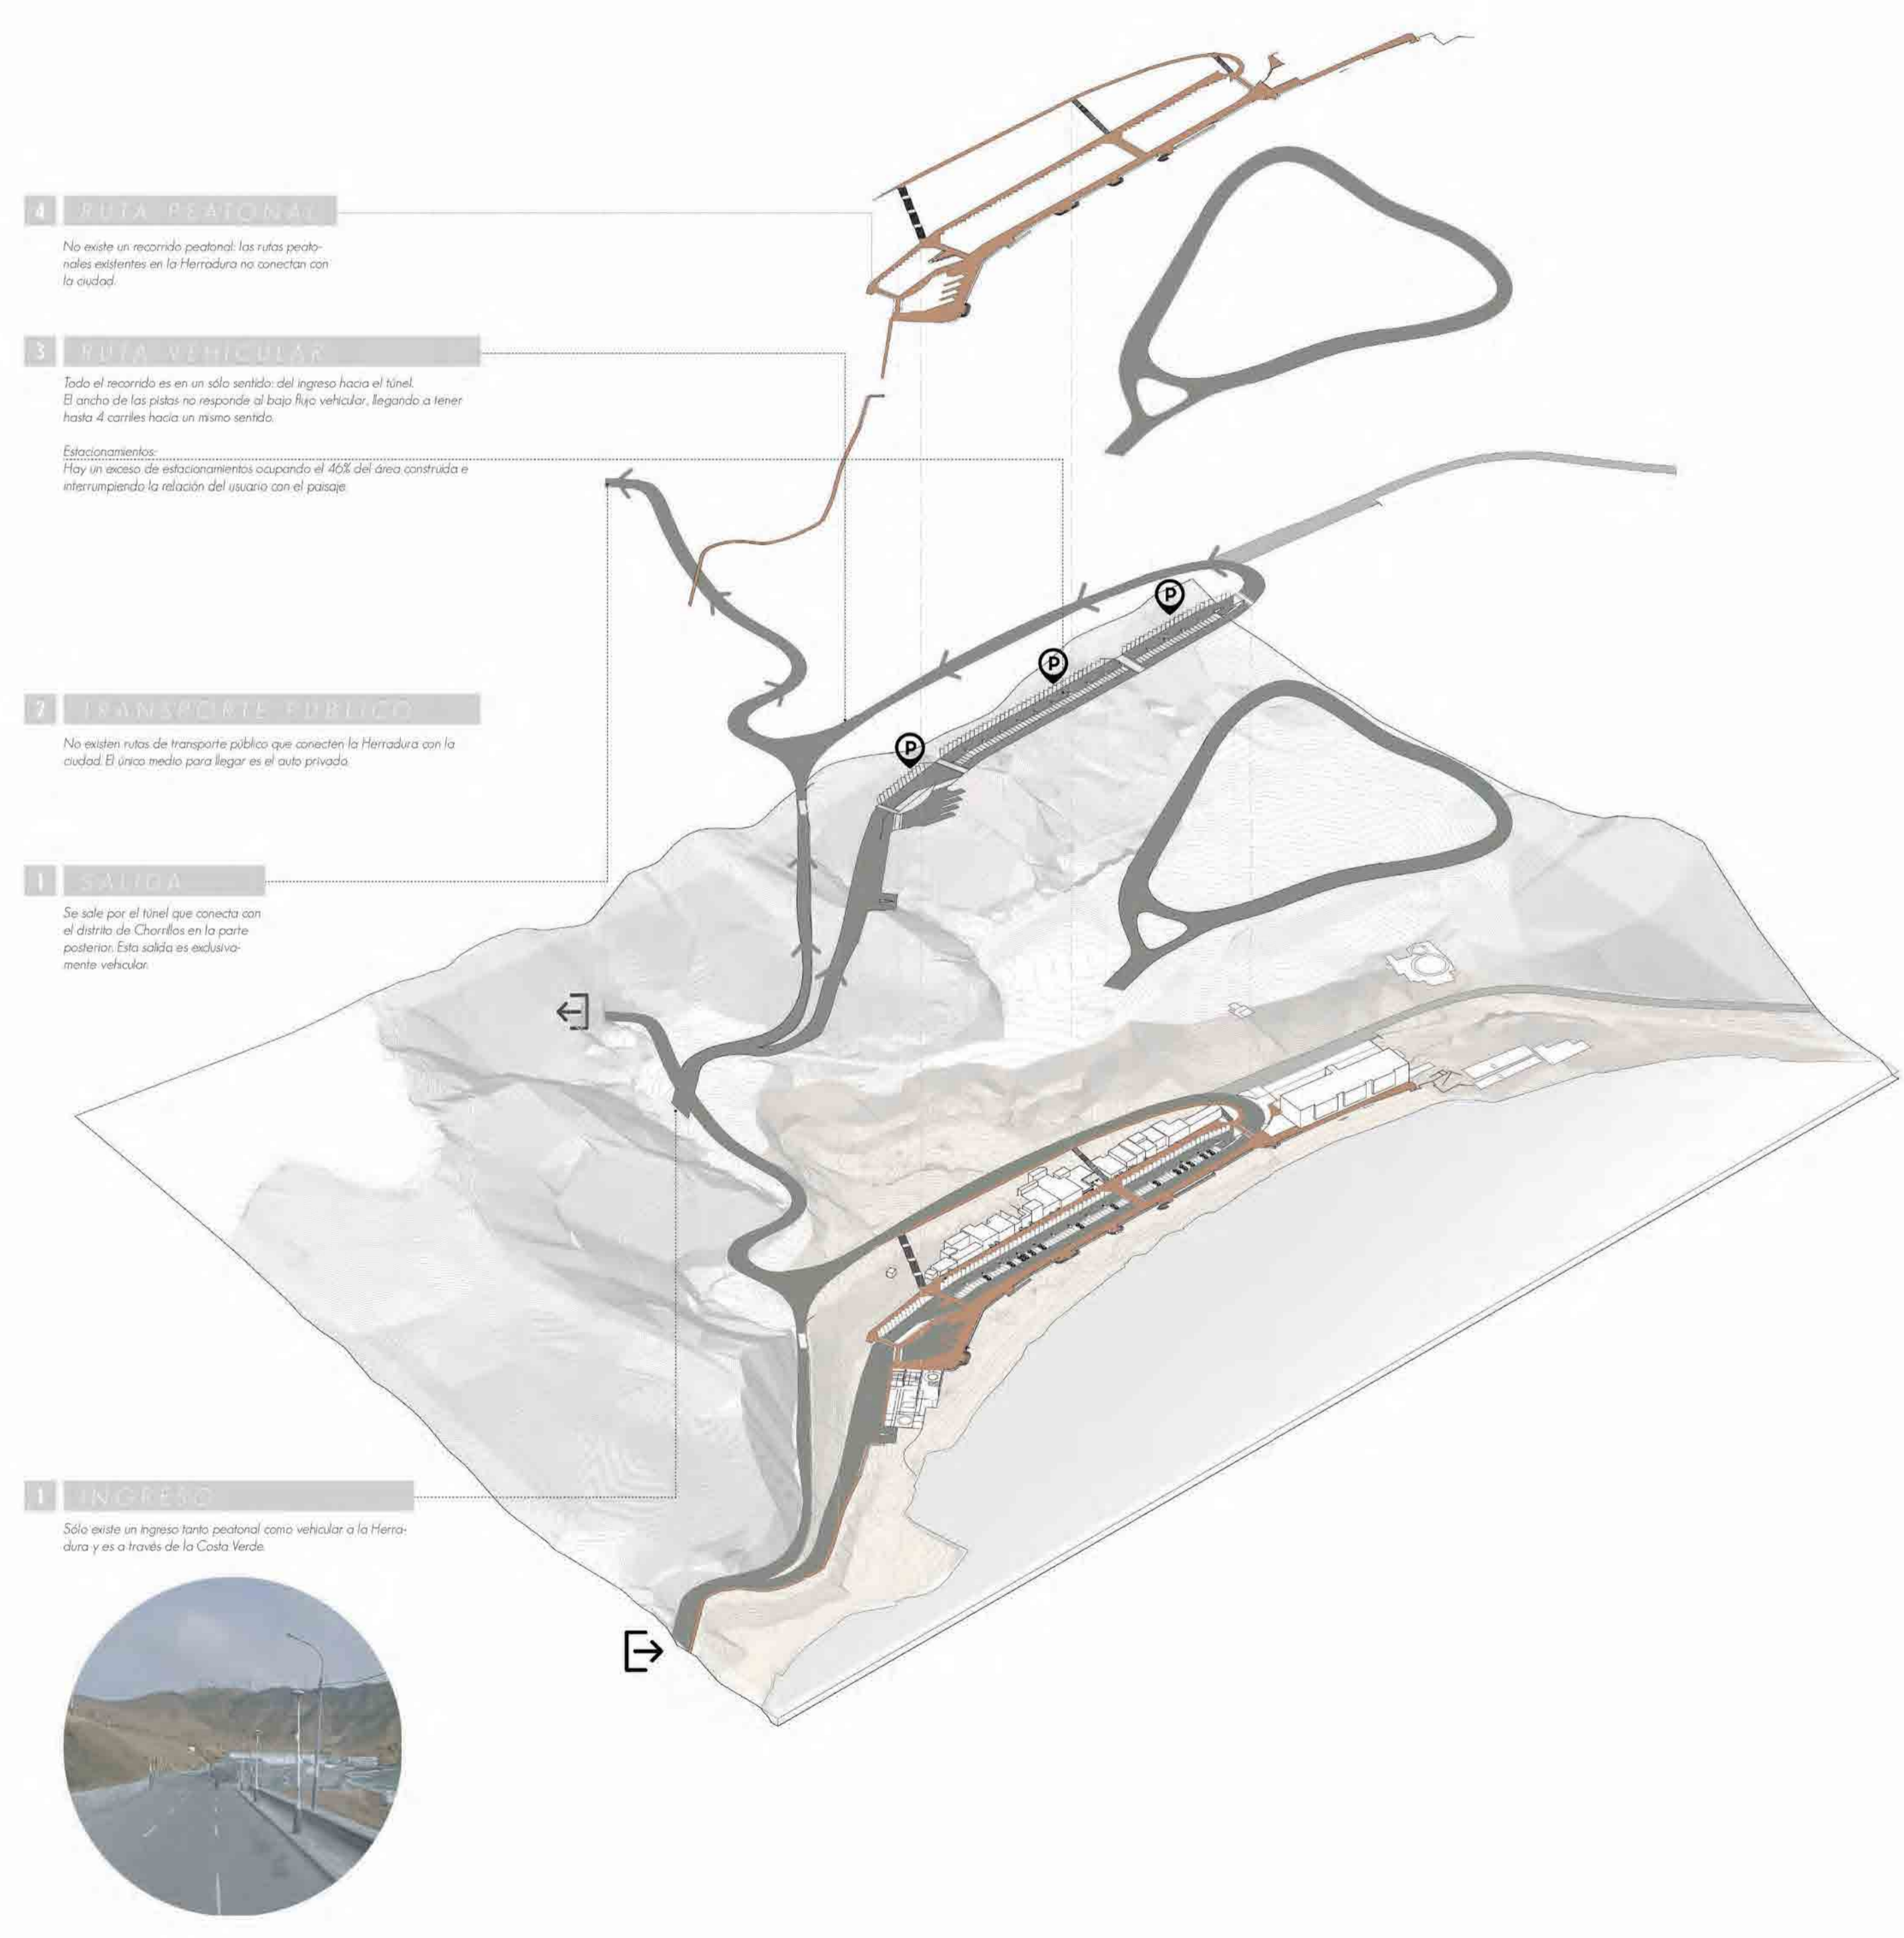 4 RUTA PEATONAL
No existe un recorrido peatonal: las rutas peato-
nales existentes en la Herradura no conectan con
la ciudad.
3 RUTA VEHICULAR
Todo el recorrido es en un sólo sentido: del ingreso hacia el túnel.
El ancho de las pistas no responde al bajo flujo vehicular, llegando a tener
hasta 4 carriles hacia un mismo sentido.
Estacionamientos:
Hay un exceso de estacionamientos ocupando el 46% del área construida e
interrumpiendo la relación del usuario con el paisaje
P
P
P
2 TRANSPORTE PÚBLICO
No existen rutas de transporte público que conecten la Herradura con la
ciudad. El único medio para llegar es el auto privado.
1 SALIDA
Se sale por el túnel que conecta con
el distrito de Chorrillos en la parte
posterior. Esta salida es exclusiva-
mente vehicular.
1 INGRESO
Sólo existe un ingreso tanto peatonal como vehicular a la Herra-
dura y es a través de la Costa Verde.